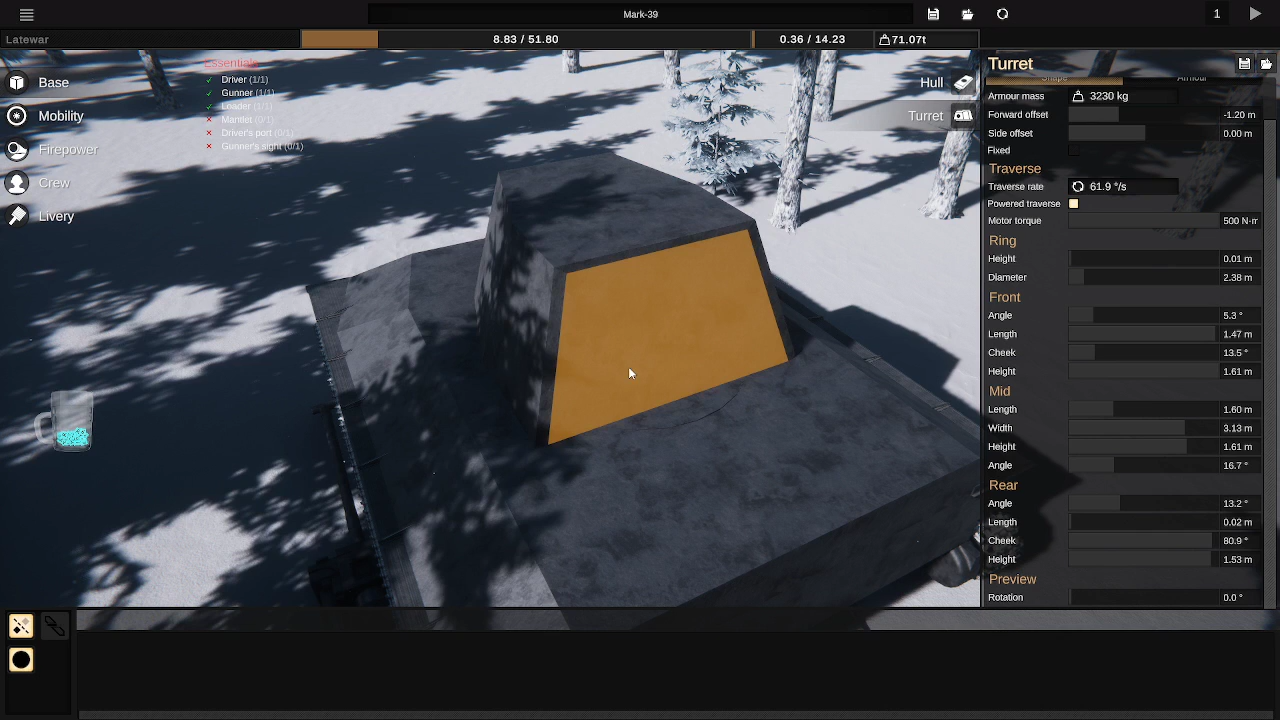 Mark-39
1
Latewar
8.83 / 51.80
0.36 / 14.23
71.07t
Essentials
Driver (1/1)
Gunner (1/1)
Loader (1/1)
Mantlet (0/1)
Driver's port (0/1)
Gunner's sight (0/1)
Base
Mobility
Firepower
Crew
Livery
Hull
Turret
Turret
Shape
Armour
Armour mass 3230 kg
Forward offset -1.20 m
Side offset 0.00 m
Fixed
Traverse
Traverse rate 61.9 °/s
Powered traverse
Motor torque 500 N·m
Ring
Height 0.01 m
Diameter 2.38 m
Front
Angle 5.3 °
Length 1.47 m
Cheek 13.5 °
Height 1.61 m
Mid
Length 1.60 m
Width 3.13 m
Height 1.61 m
Angle 16.7 °
Rear
Angle 13.2 °
Length 0.02 m
Cheek 80.9 °
Height 1.53 m
Preview
Rotation 0.0 °